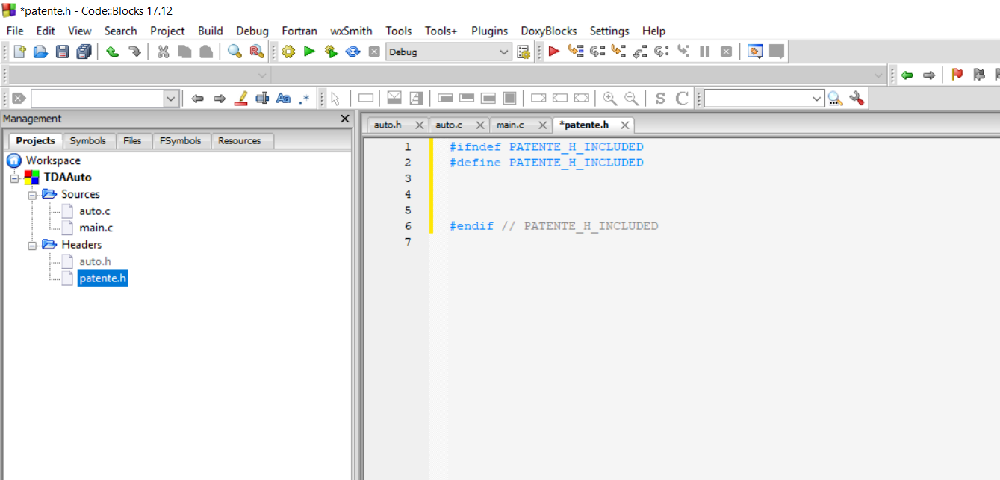 *patente.h - Code::Blocks 17.12
File Edit View Search Project Build Debug Fortran wxSmith Tools Tools+ Plugins DoxyBlocks Settings Help
Debug
S C
Management
auto.h auto.c main.c *patente.h
Projects Symbols Files FSymbols Resources
Workspace
TDAAuto
Sources
auto.c
main.c
Headers
auto.h
patente.h
1 #ifndef PATENTE_H_INCLUDED
2 #define PATENTE_H_INCLUDED
3
4
5
6 #endif // PATENTE_H_INCLUDED
7